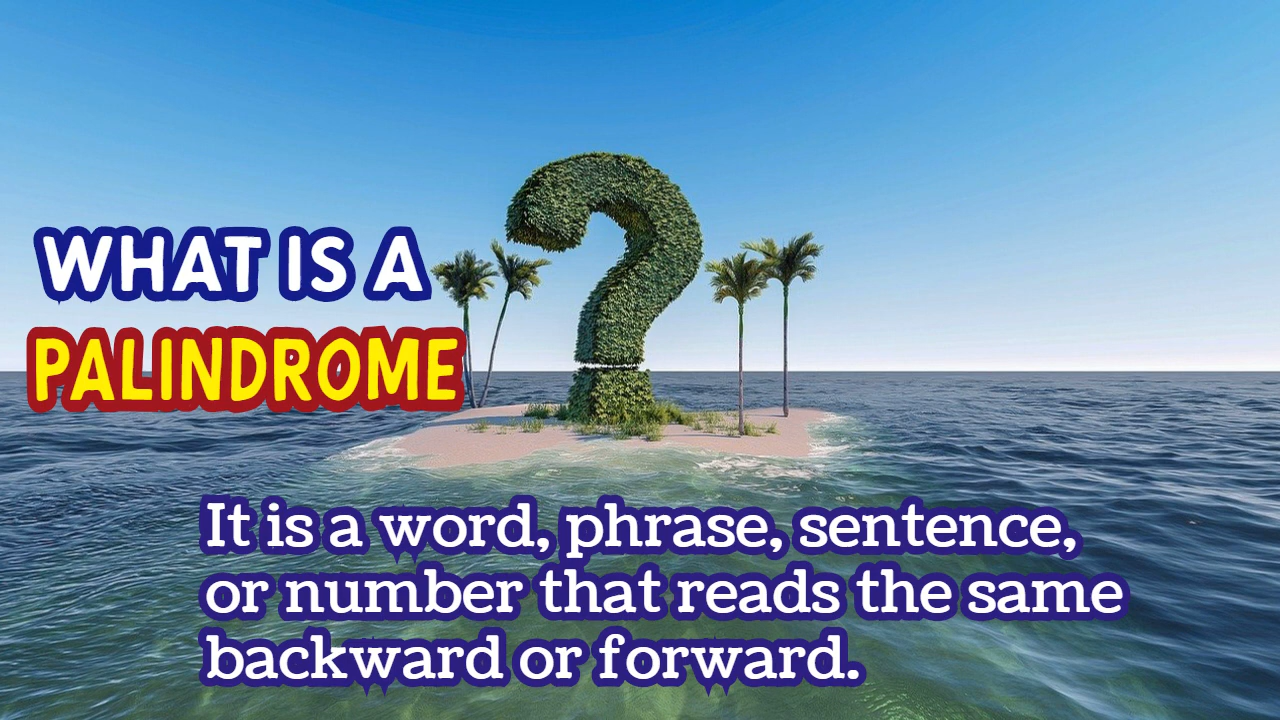 WHAT IS A
PALINDROME
It is a word, phrase, sentence,
or number that reads the same
backward or forward.